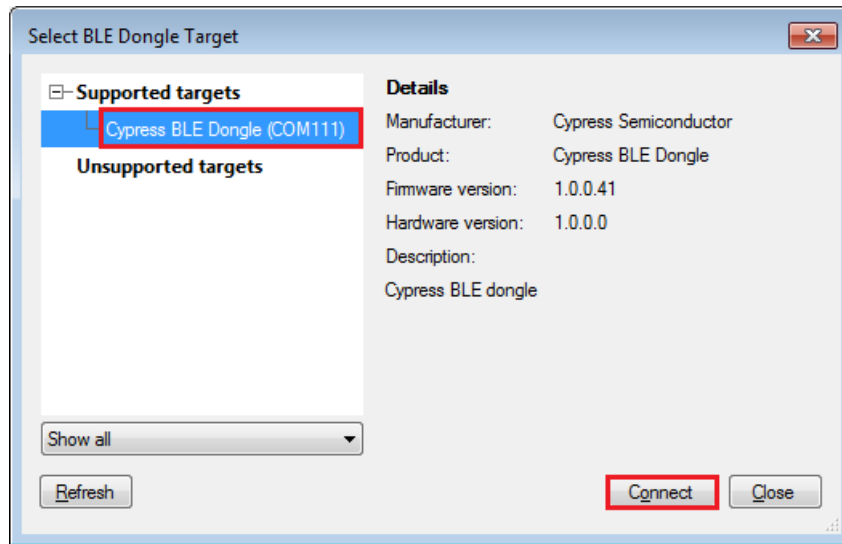 Select BLE Dongle Target
Supported targets
Cypress BLE Dongle (COM111)
Unsupported targets
Show all
Refresh
Details
Manufacturer: Cypress Semiconductor
Product: Cypress BLE Dongle
Firmware version: 1.0.0.41
Hardware version: 1.0.0.0
Description:
Cypress BLE dongle
Connect
Close